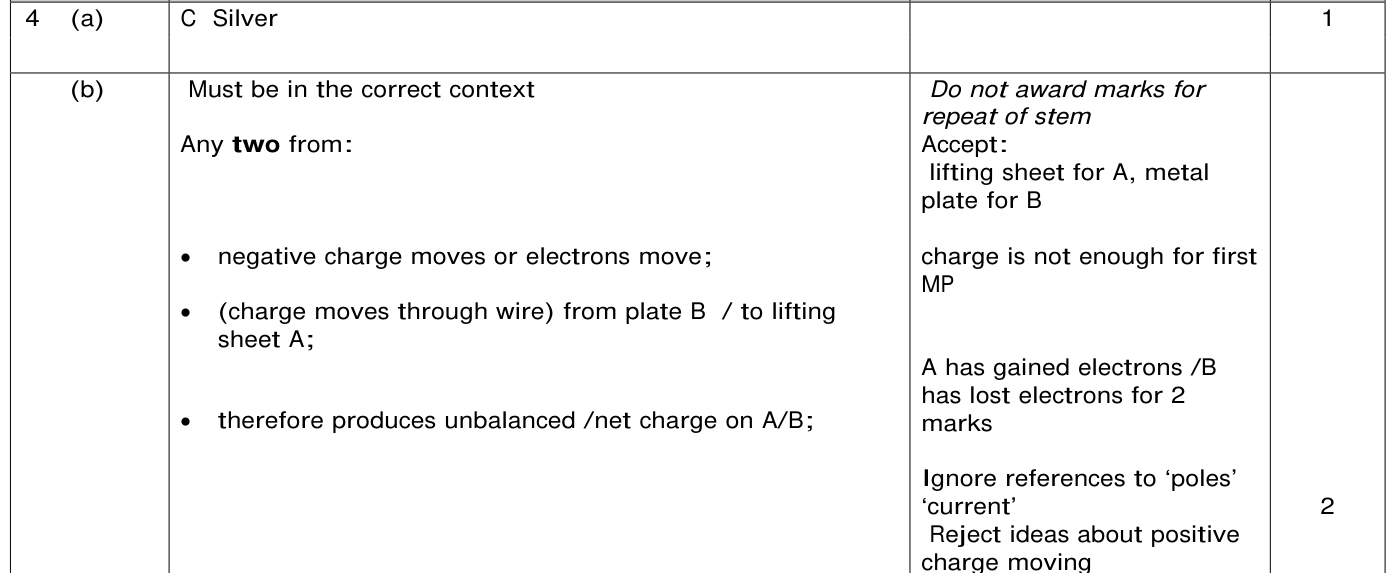 4 (a) C Silver 1
(b) Must be in the correct context
Any two from:
• negative charge moves or electrons move;
• (charge moves through wire) from plate B / to lifting
sheet A;
• therefore produces unbalanced /net charge on A/B;
Do not award marks for
repeat of stem
Accept:
lifting sheet for A, metal
plate for B
charge is not enough for first
MP
A has gained electrons /B
has lost electrons for 2
marks
Ignore references to ‘poles’
‘current’
Reject ideas about positive
charge moving
2